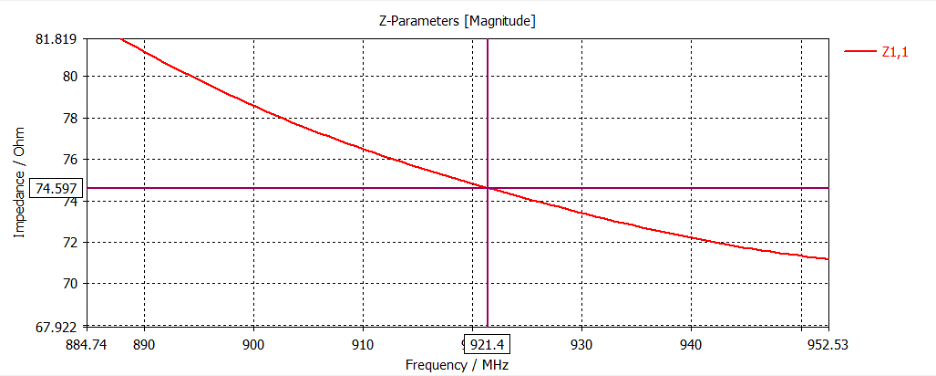 Z-Parameters [Magnitude]
81.819
80
78
76
74.597
74
72
70
67.922
Impedance / Ohm
884.74 890 900 910 921.4 930 940 952.53
Frequency / MHz
Z1,1